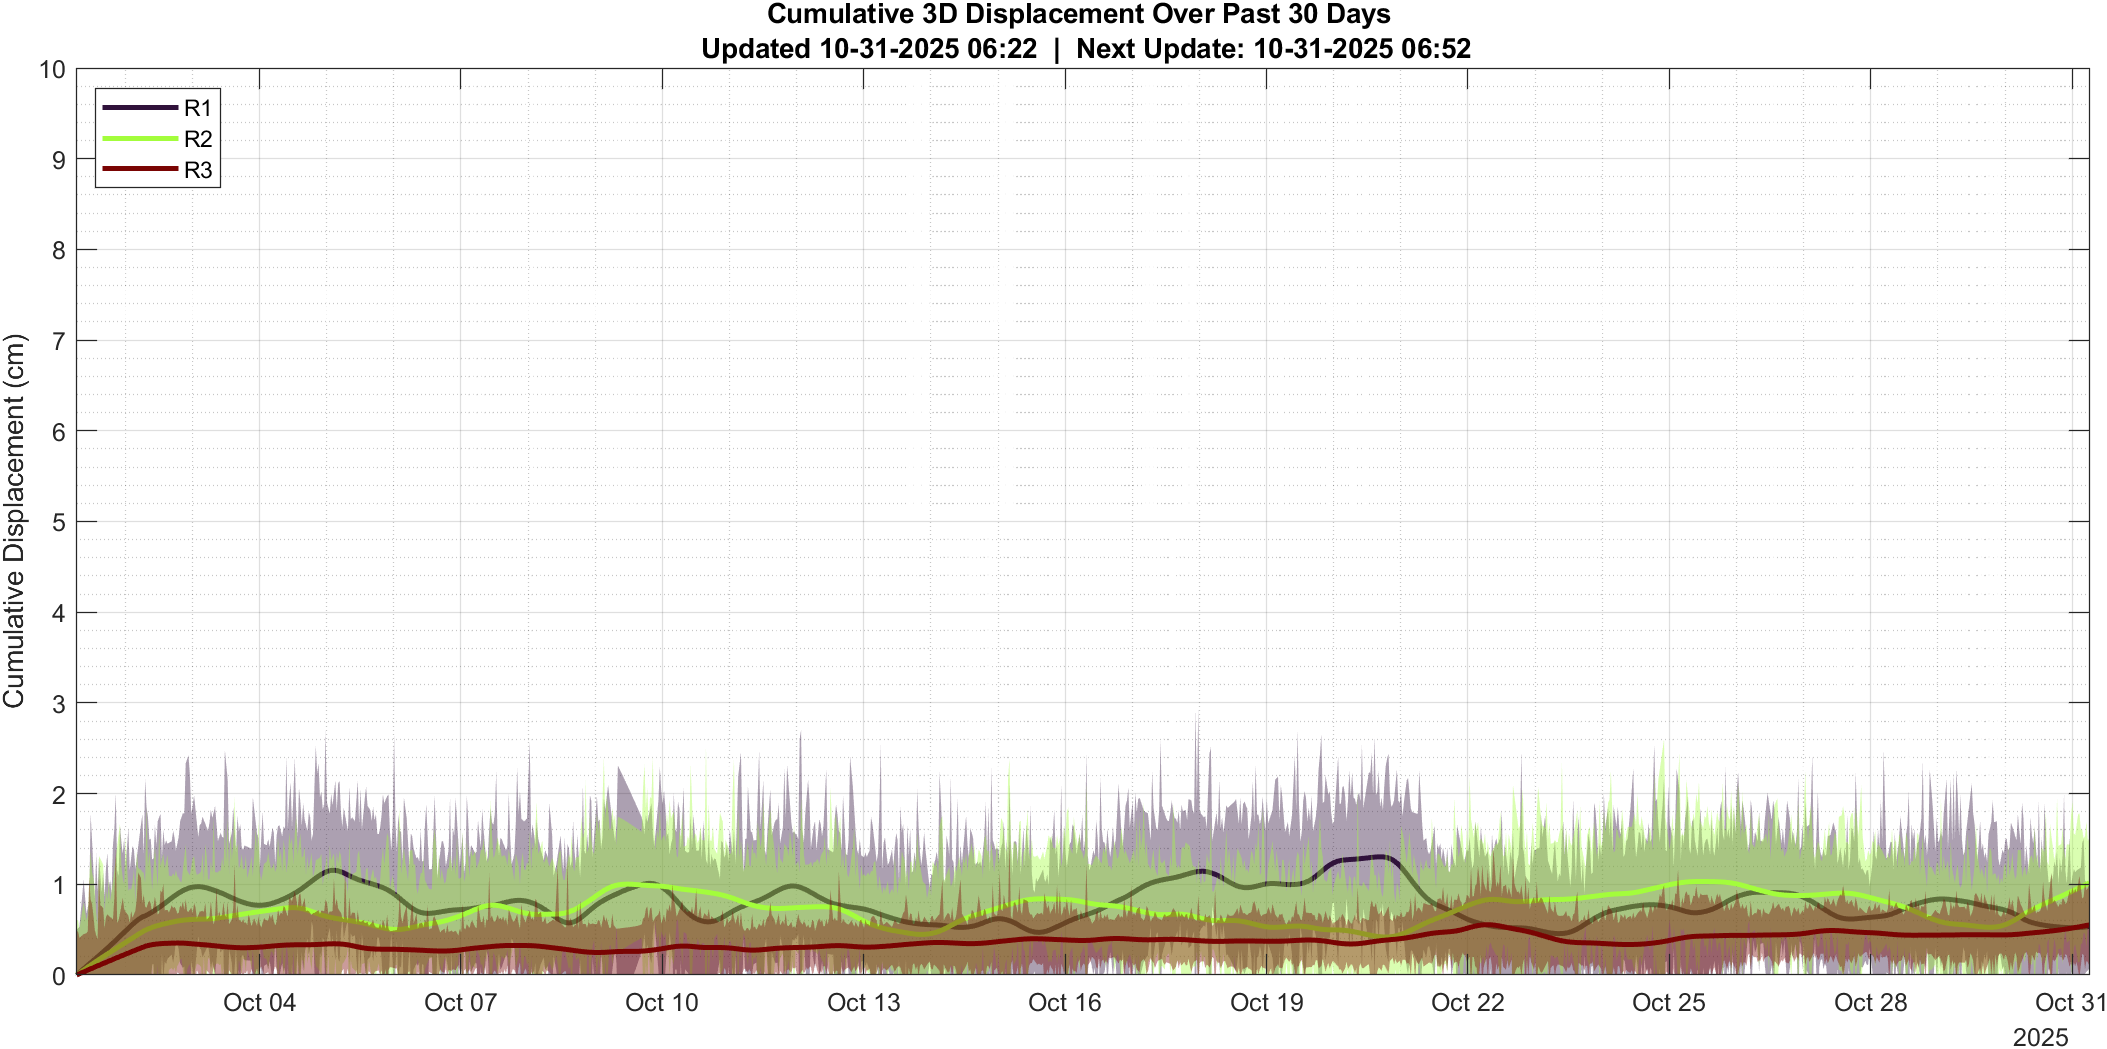 Cumulative 3D Displacement Over Past 30 Days
Updated 10-31-2025 06:22 | Next Update: 10-31-2025 06:52
R1
R2
R3
Cumulative Displacement (cm)
10
9
8
7
6
5
4
3
2
1
0
Oct 04 Oct 07 Oct 10 Oct 13 Oct 16 Oct 19 Oct 22 Oct 25 Oct 28 Oct 31
2025